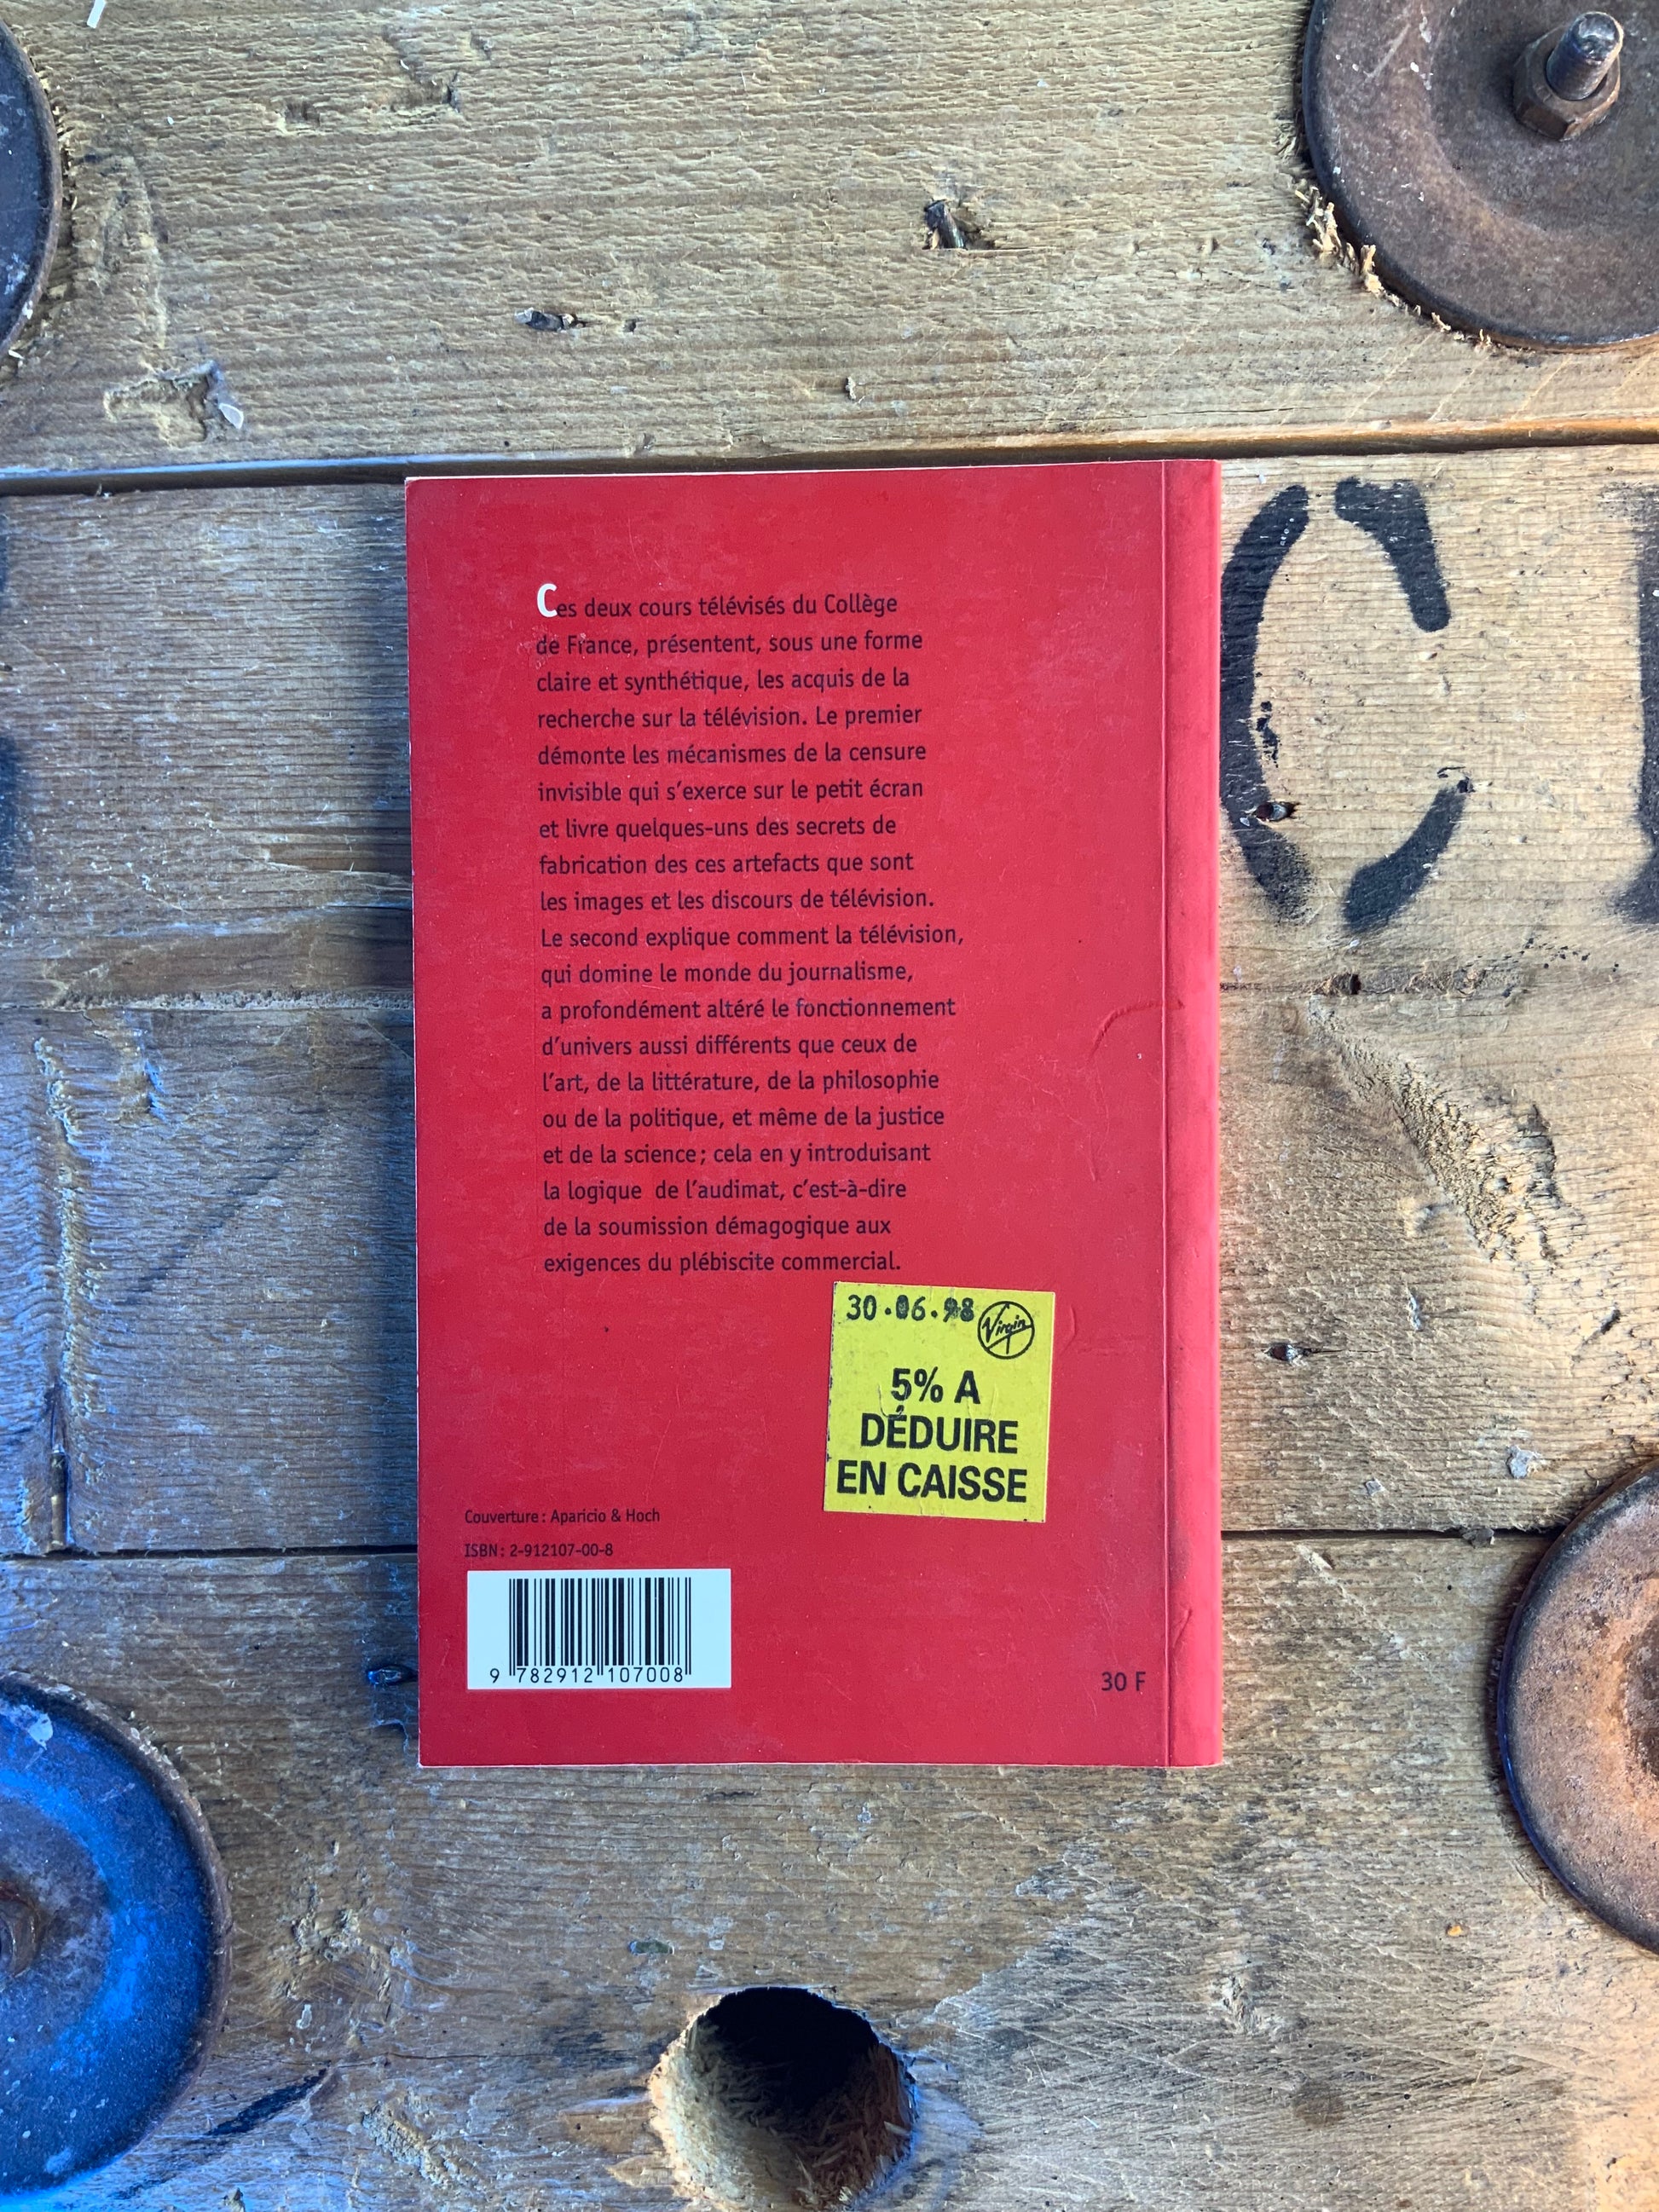 Ces deux cours télévisés du Collège
de France, présentent, sous une forme
claire et synthétique, les acquis de la
recherche sur la télévision. Le premier
démonte les mécanismes de la censure
invisible qui s'exerce sur le petit écran
et livre quelques-uns des secrets de
fabrication des ces artefacts que sont
les images et les discours de télévision.
Le second explique comment la télévision,
qui domine le monde du journalisme,
a profondément altéré le fonctionnement
d'univers aussi différents que ceux de
l'art, de la littérature, de la philosophie
ou de la politique, et même de la justice
et de la science; cela en y introduisant
la logique de l'audimat, c'est-à-dire
de la soumission démagogique aux
exigences du plébiscite commercial.
30.06.98
Virgin
5% A
DÉDUIRE
EN CAISSE
Couverture: Aparicio & Hoch
ISBN: 2-912107-00-8
9 782912 107008
30 F
C